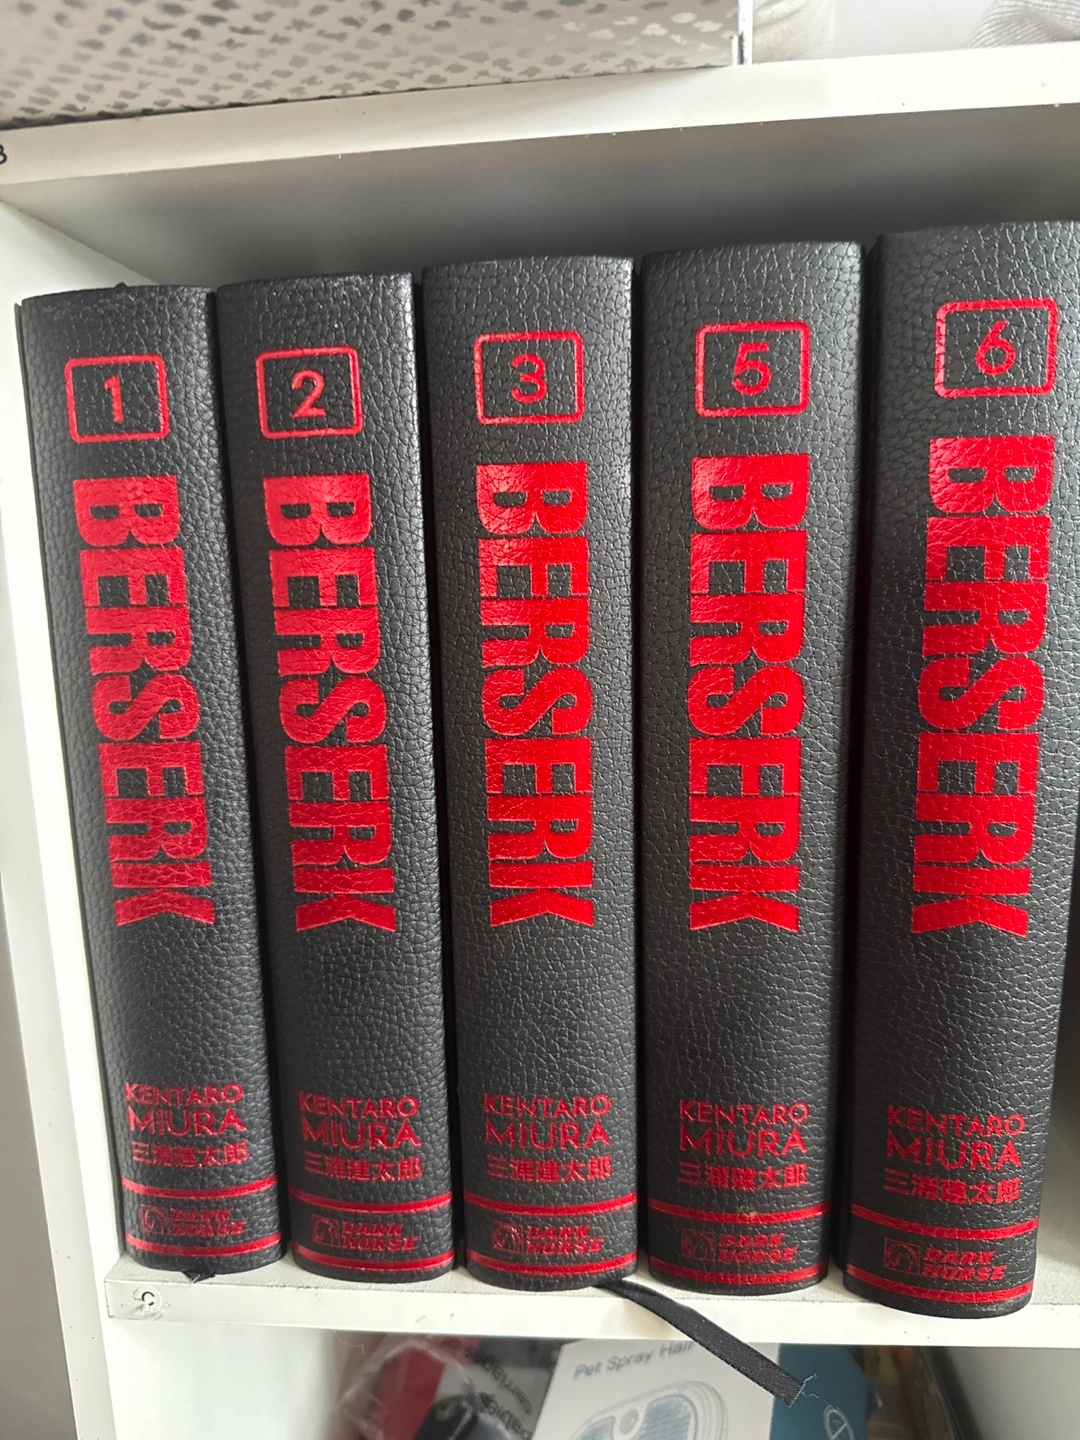 3
1
BERSERK
KENTARO
MIURA
三浦建太郎
DARK
HORSE
2
BERSERK
KENTARO
MIURA
三浦建太郎
DARK
HORSE
3
BERSERK
KENTARO
MIURA
三浦建太郎
DARK
HORSE
5
BERSERK
KENTARO
MIURA
三浦建太郎
DARK
HORSE
6
BERSERK
KENTARO
MIURA
三浦建太郎
DARK
HORSE
C
Pet Spray Hair